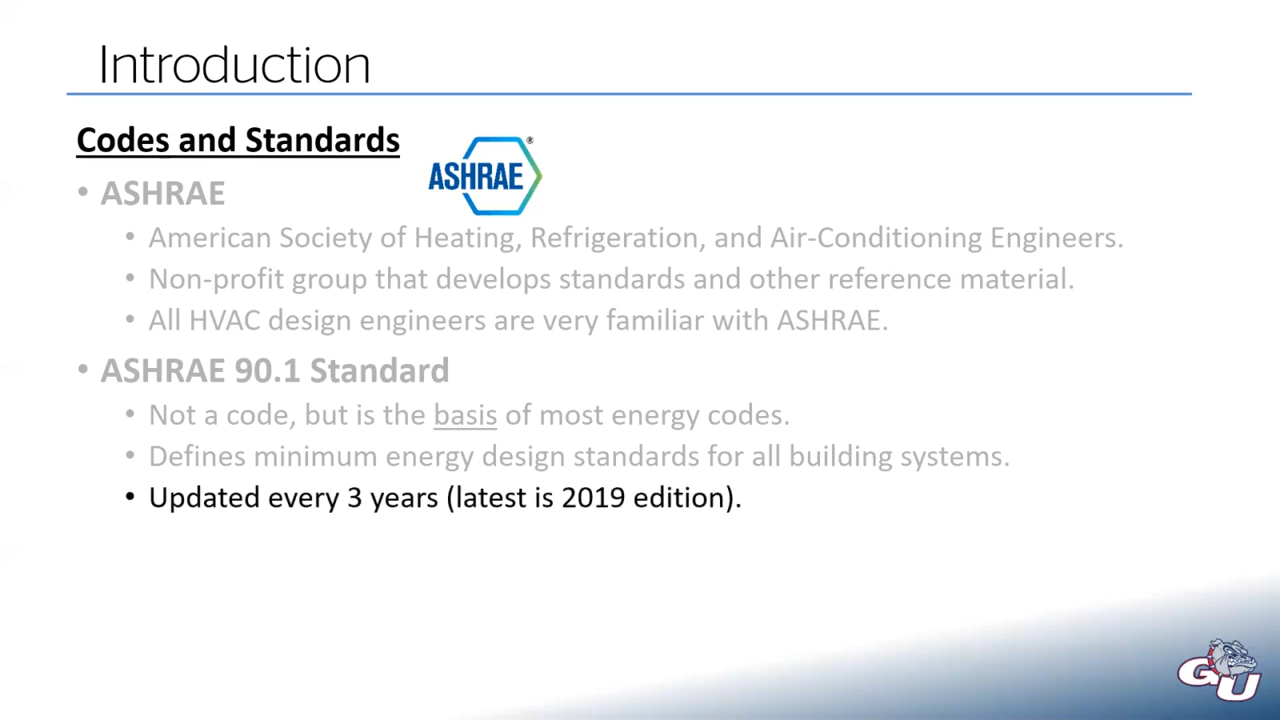 Introduction
Codes and Standards
ASHRAE®
• ASHRAE
• American Society of Heating, Refrigeration, and Air-Conditioning Engineers.
• Non-profit group that develops standards and other reference material.
• All HVAC design engineers are very familiar with ASHRAE.
• ASHRAE 90.1 Standard
• Not a code, but is the basis of most energy codes.
• Defines minimum energy design standards for all building systems.
• Updated every 3 years (latest is 2019 edition).
GU